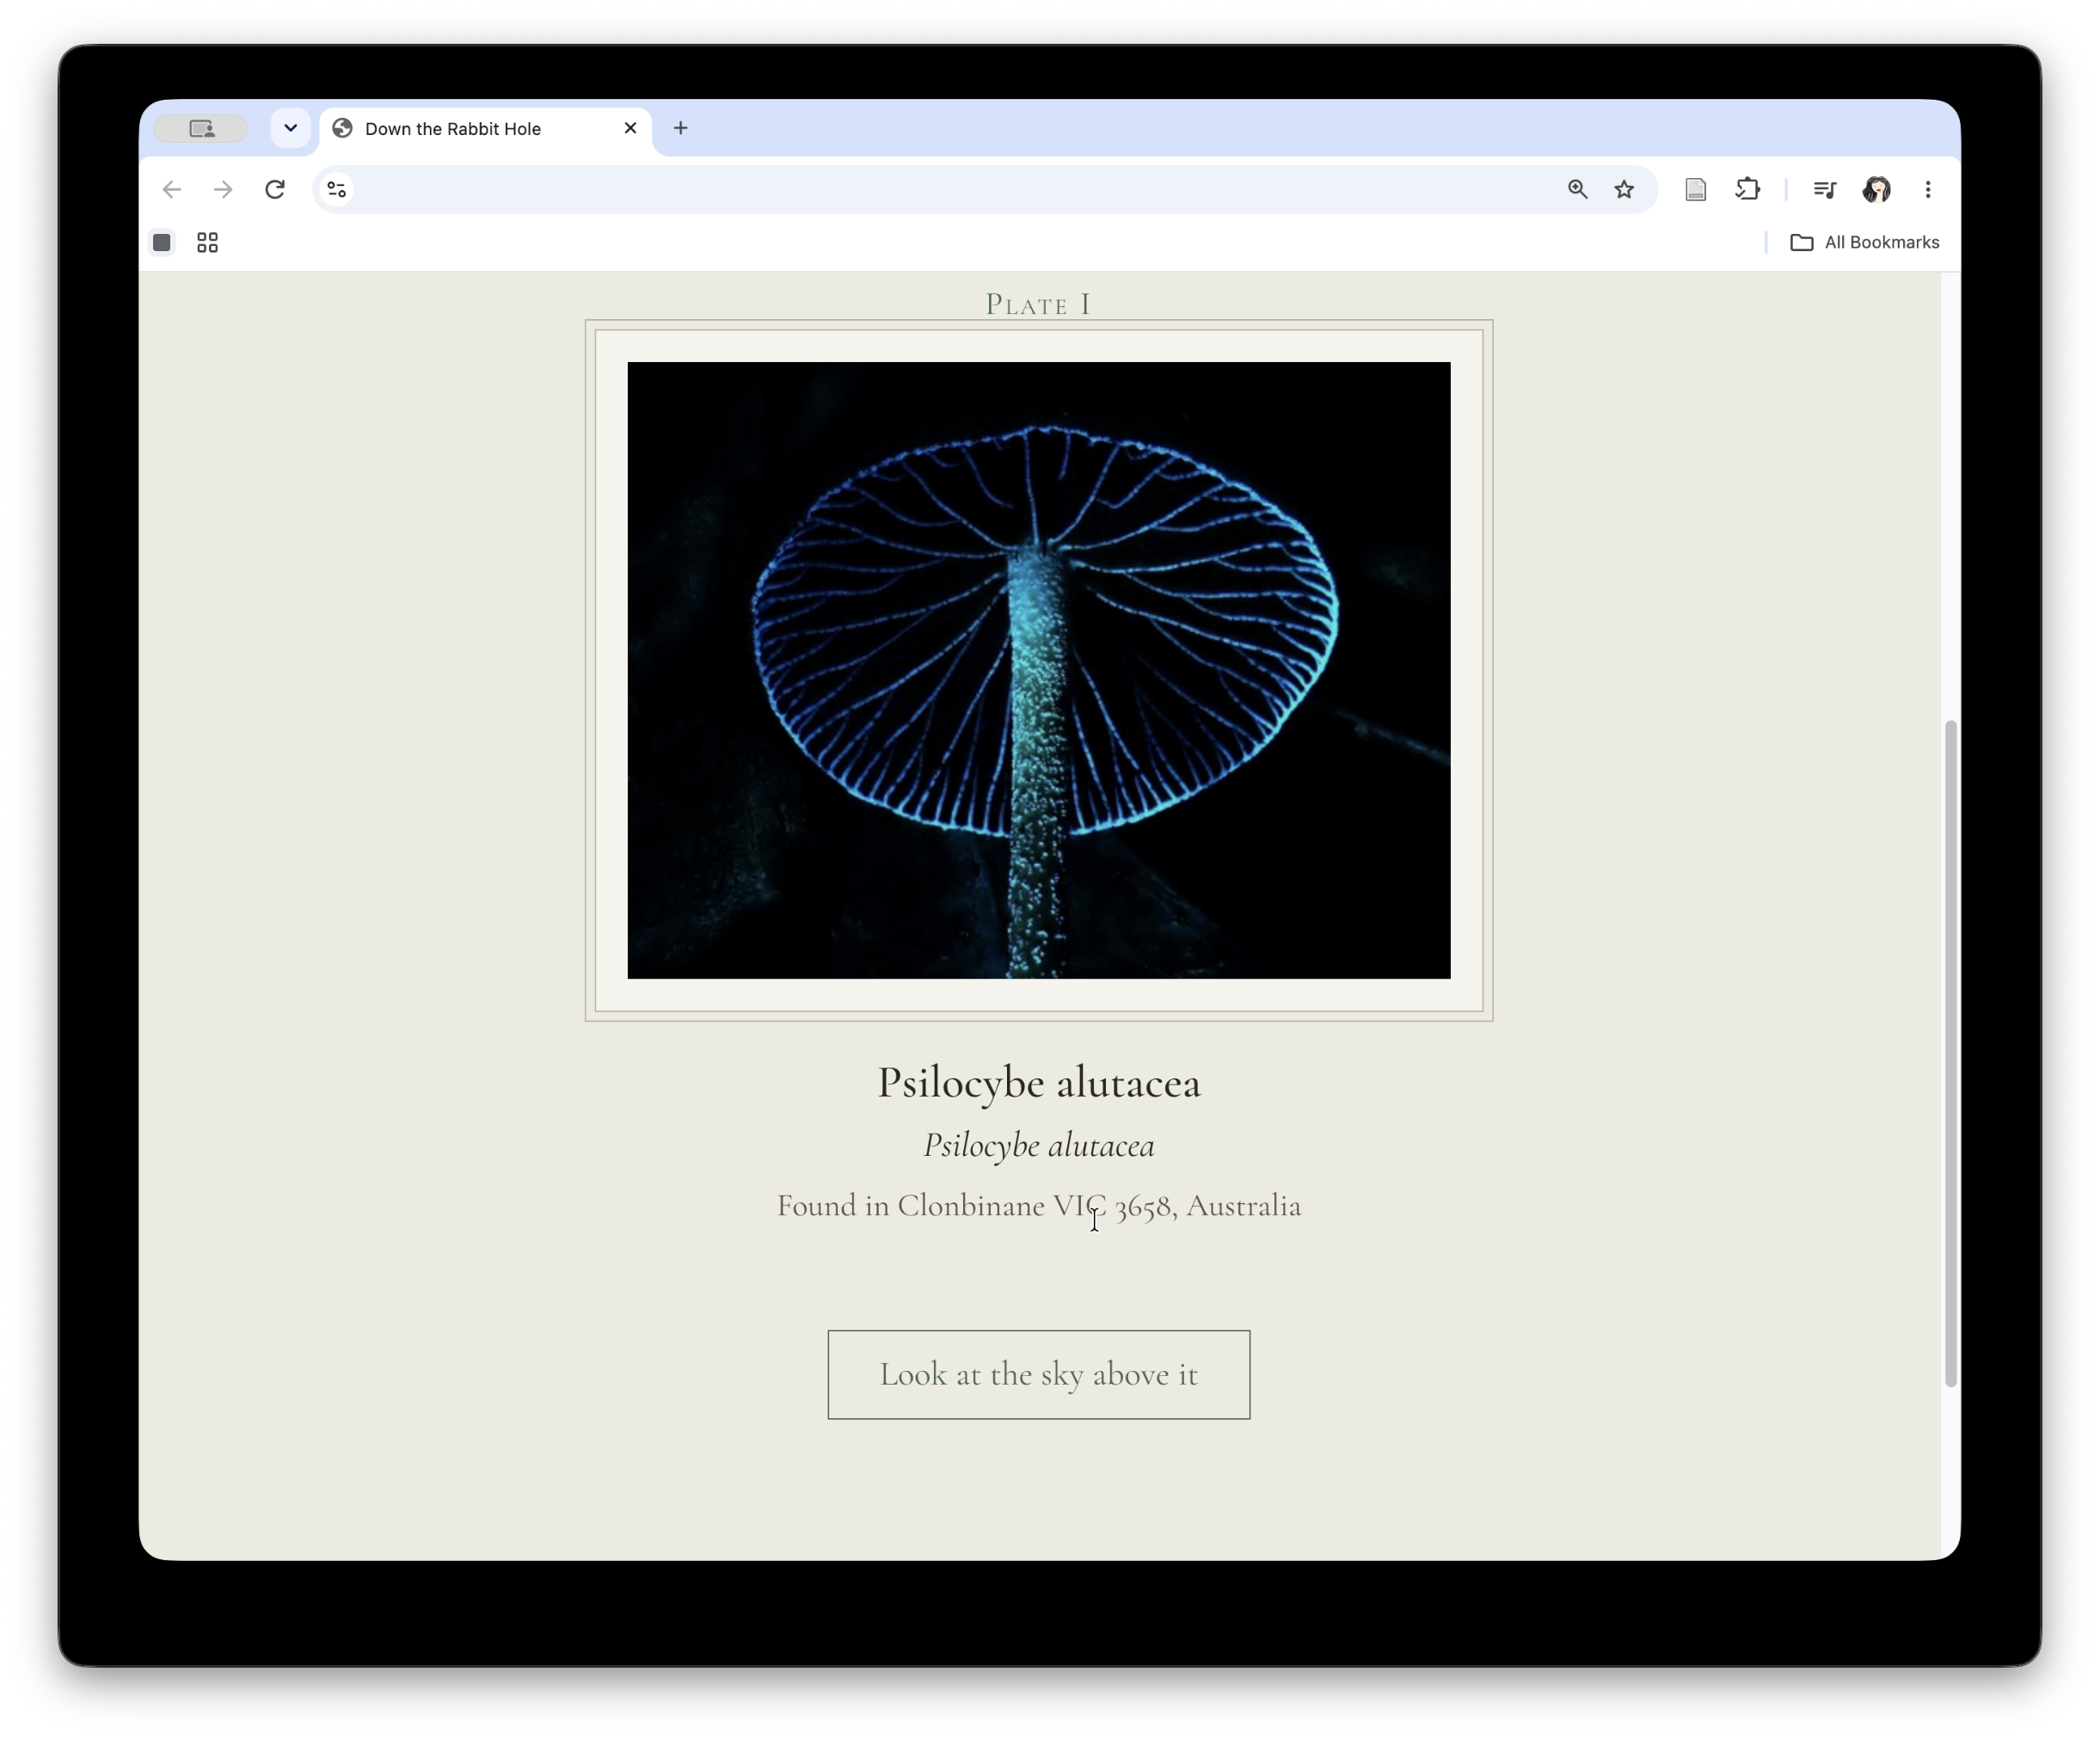 Down the Rabbit Hole
All Bookmarks
Plate I
Psilocybe alutacea
Psilocybe alutacea
Found in Clonbinane VIC 3658, Australia
Look at the sky above it